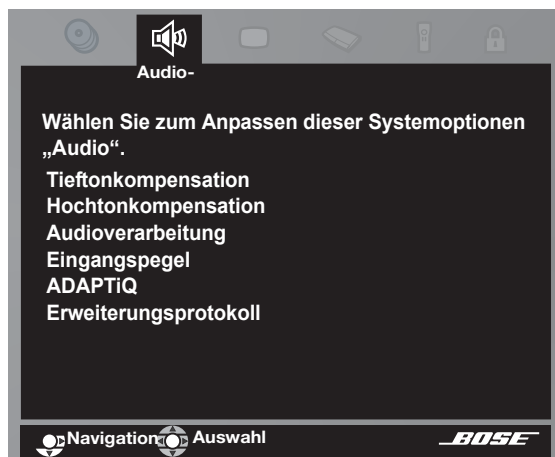 Audio-
Wählen Sie zum Anpassen dieser Systemoptionen
„Audio“.
Tieftonkompensation
Hochtonkompensation
Audioverarbeitung
Eingangspegel
ADAPTiQ
Erweiterungsprotokoll
Navigation Auswahl BOSE